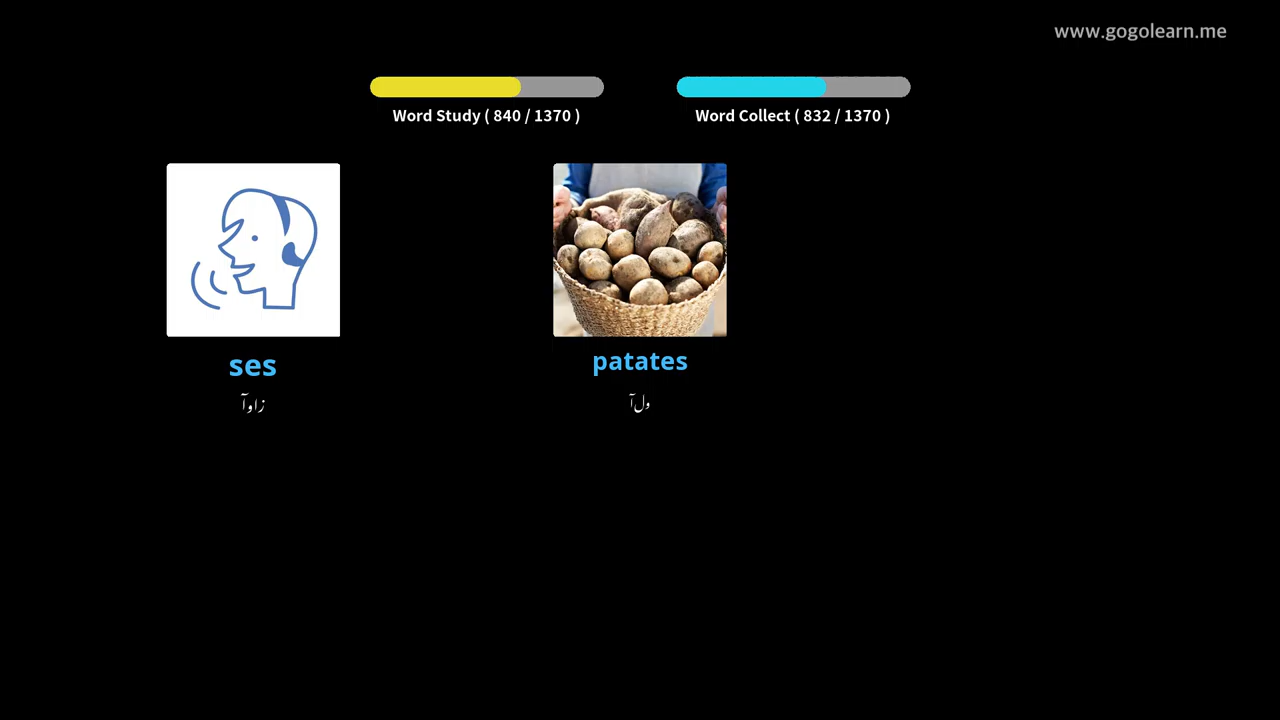 www.gogolearn.me
Word Study ( 840 / 1370 )
Word Collect ( 832 / 1370 )
ses
patates
زاوآ
ولآ